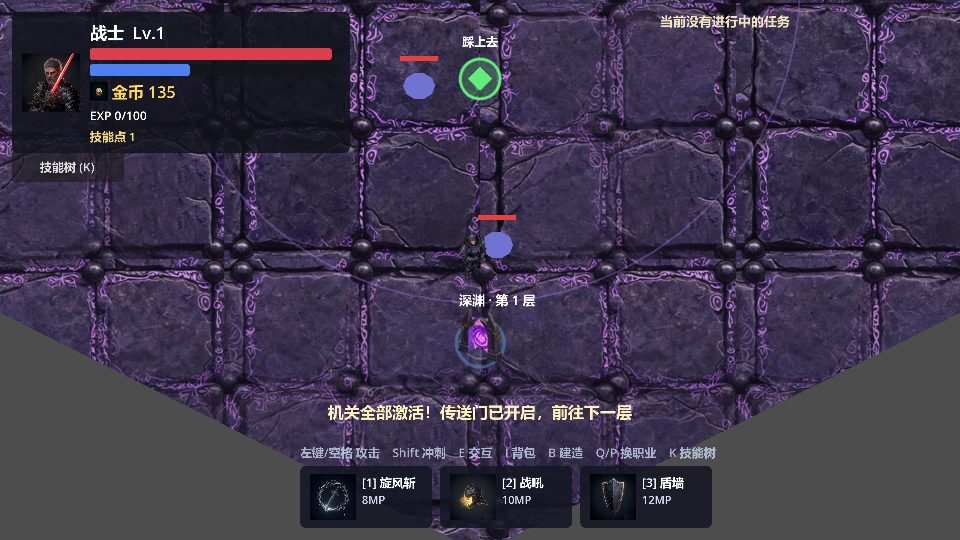 战士 Lv.1
金币 135
EXP 0/100
技能点 1
技能树 (K)
当前没有进行中的任务
踩上去
深渊 · 第 1 层
机关全部激活！传送门已开启，前往下一层
左键/空格 攻击 Shift 冲刺 E 交互 I 背包 B 建造 Q/P 换职业 K 技能树
[1] 旋风斩
8MP
[2] 战吼
10MP
[3] 盾墙
12MP